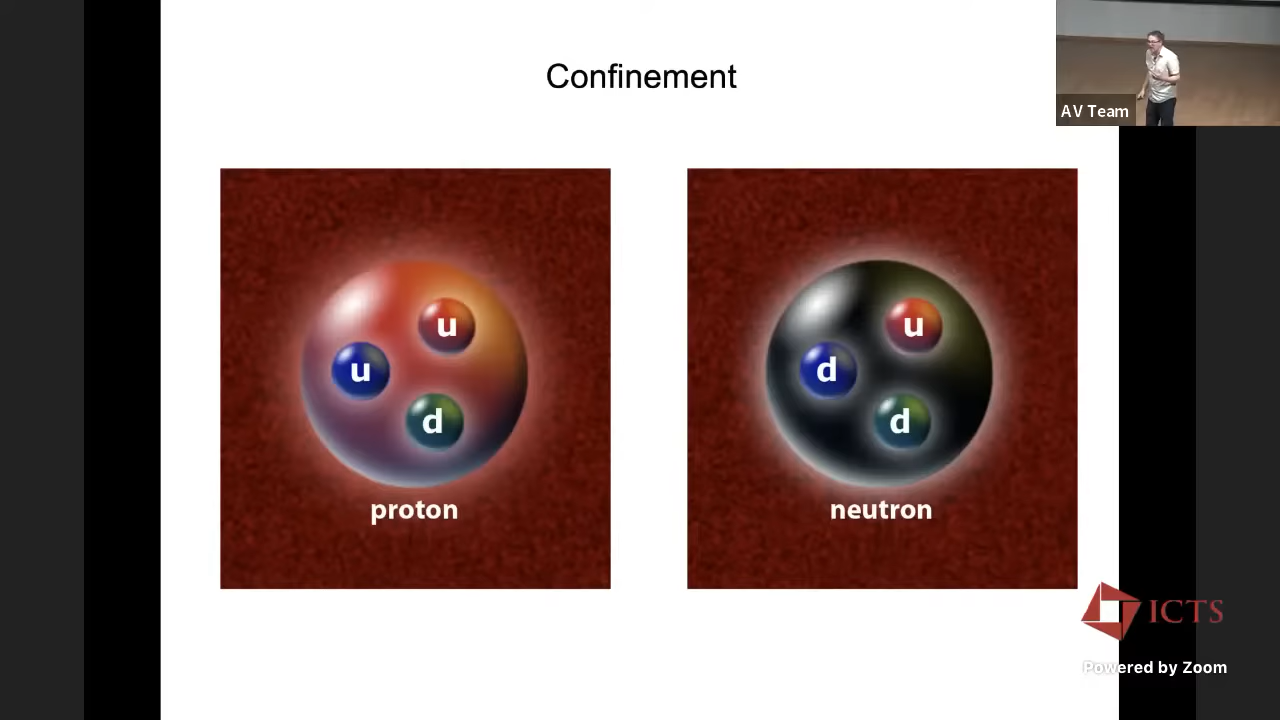 Confinement
AV Team
u
u
d
proton
u
d
d
neutron
ICTS
Powered by Zoom